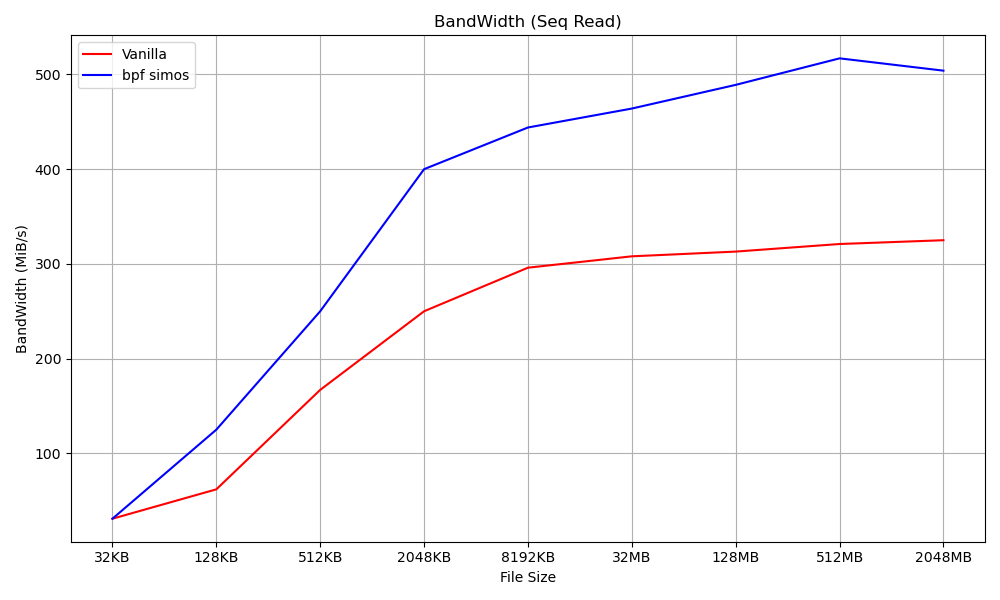 BandWidth (Seq Read)
Vanilla
bpf simos
500
400
300
200
100
BandWidth (MiB/s)
32KB 128KB 512KB 2048KB 8192KB 32MB 128MB 512MB 2048MB
File Size